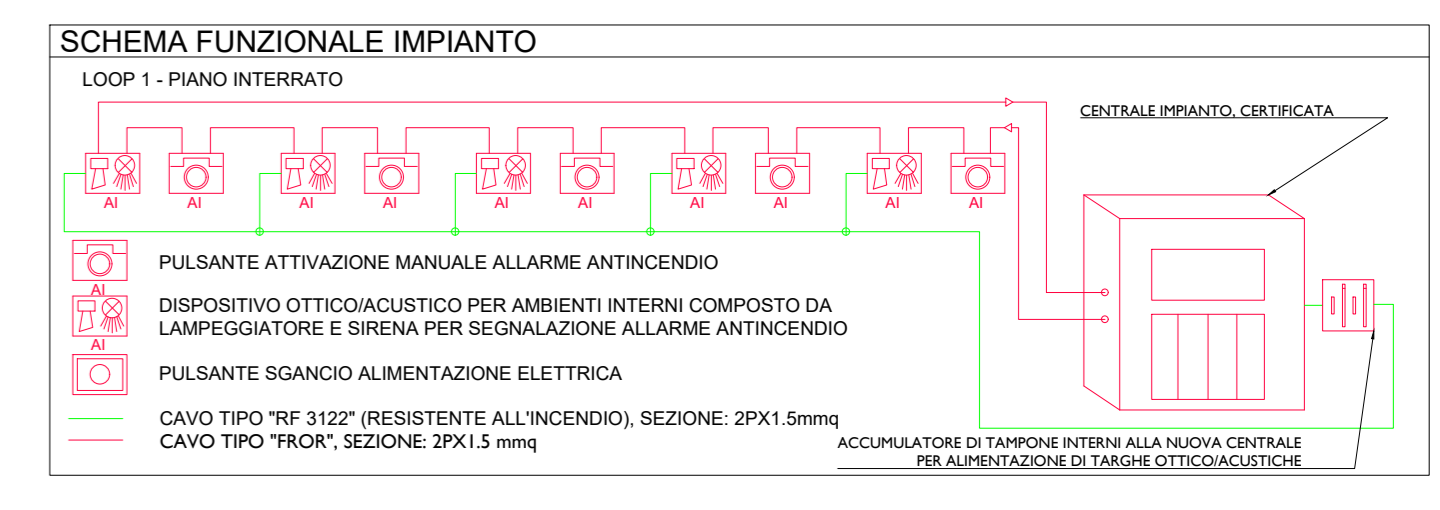 SCHEMA FUNZIONALE IMPIANTO
LOOP 1 - PIANO INTERRATO
CENTRALE IMPIANTO, CERTIFICATA
AI AI AI AI AI AI AI AI AI AI
PULSANTE ATTIVAZIONE MANUALE ALLARME ANTINCENDIO
AI
DISPOSITIVO OTTICO/ACUSTICO PER AMBIENTI INTERNI COMPOSTO DA
LAMPEGGIATORE E SIRENA PER SEGNALAZIONE ALLARME ANTINCENDIO
AI
PULSANTE SGANCIO ALIMENTAZIONE ELETTRICA
CAVO TIPO "RF 3122" (RESISTENTE ALL'INCENDIO), SEZIONE: 2PX1.5mmq
CAVO TIPO "FROR", SEZIONE: 2PX1.5 mmq
ACCUMULATORE DI TAMPONE INTERNI ALLA NUOVA CENTRALE
PER ALIMENTAZIONE DI TARGHE OTTICO/ACUSTICHE